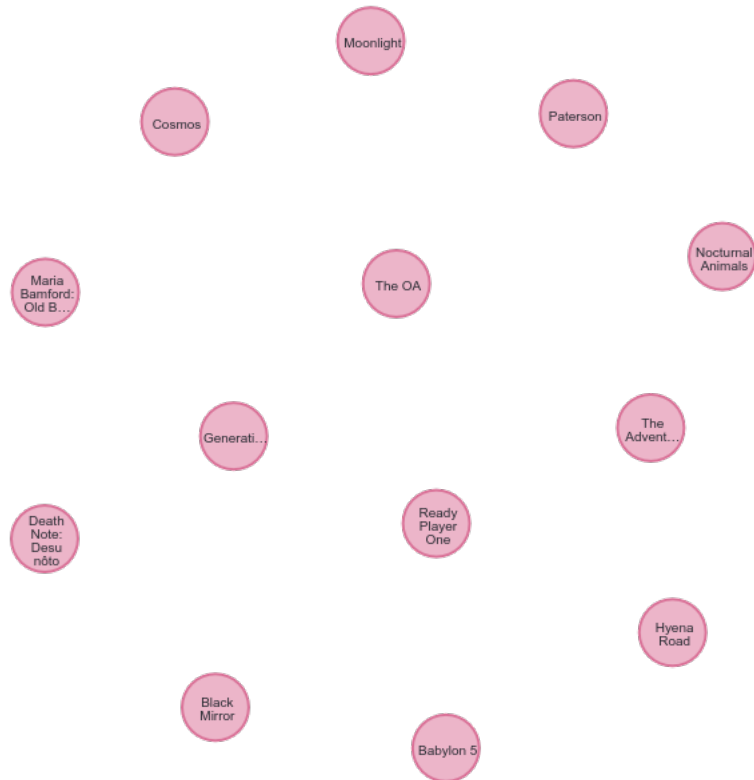 Moonlight
Cosmos
Paterson
Nocturnal
Animals
Maria
Bamford:
Old B...
The OA
The
Advent...
Generati...
Ready
Player
One
Death
Note:
Desu
nôto
Hyena
Road
Black
Mirror
Babylon 5